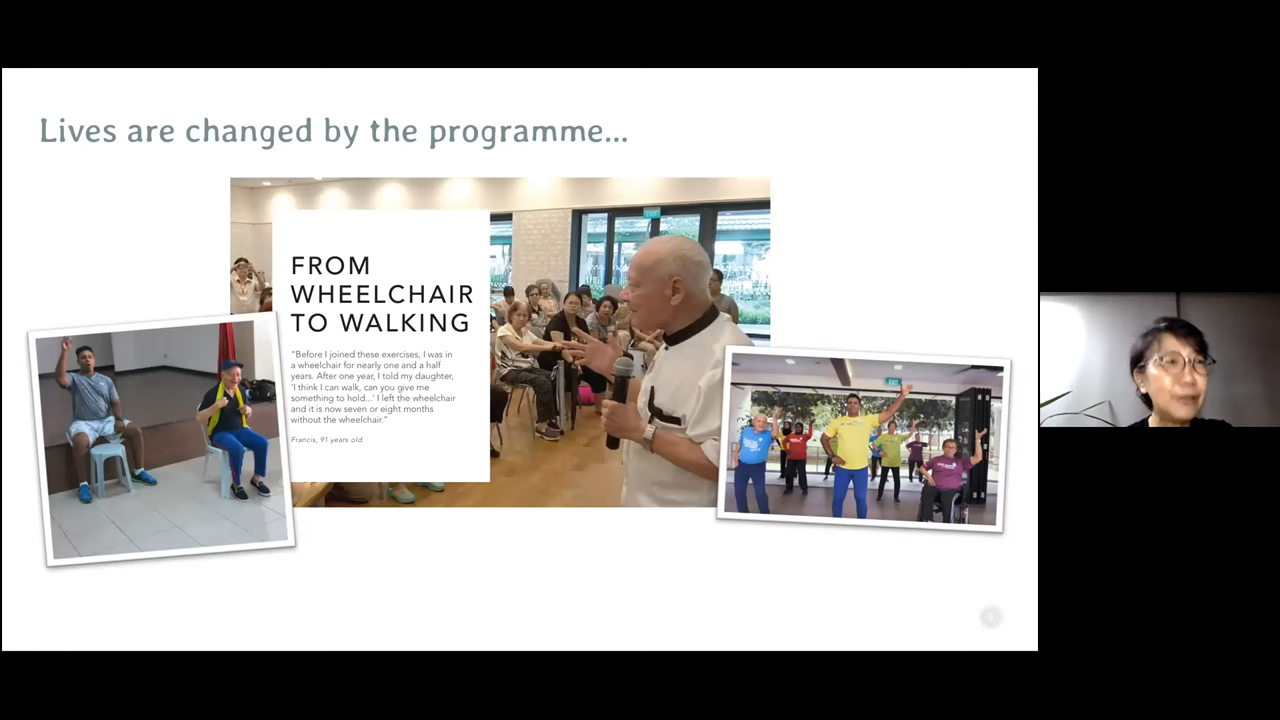 Lives are changed by the programme...
FROM
WHEELCHAIR
TO WALKING
"Before I joined these exercises, I was in
a wheelchair for nearly one and a half
years. After one year, I told my daughter,
'I think I can walk, can you give me
something to hold...' I left the wheelchair
and it is now seven or eight months
without the wheelchair."
Francis, 91 years old
EXIT
EXIT
9